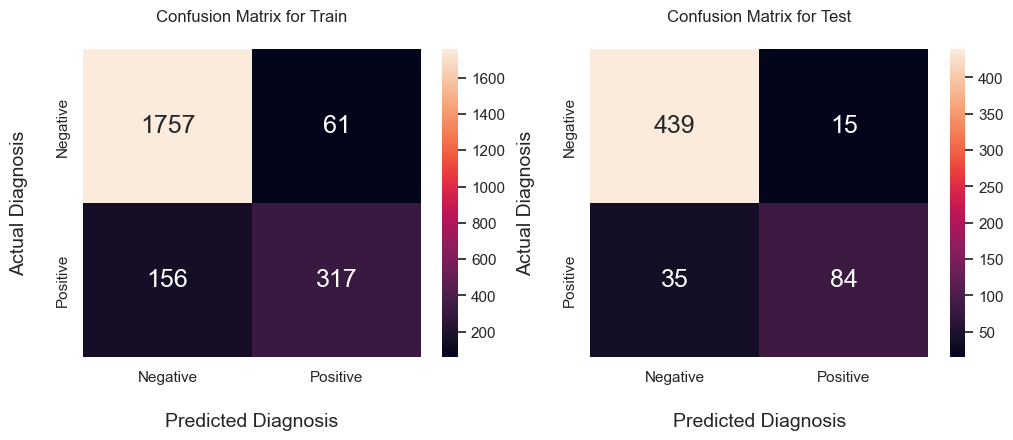 Confusion Matrix for Train
Actual Diagnosis
Negative
Positive
1757 61
156 317
Negative Positive
Predicted Diagnosis
1600
1400
1200
1000
800
600
400
200
Confusion Matrix for Test
Actual Diagnosis
Negative
Positive
439 15
35 84
Negative Positive
Predicted Diagnosis
400
350
300
250
200
150
100
50